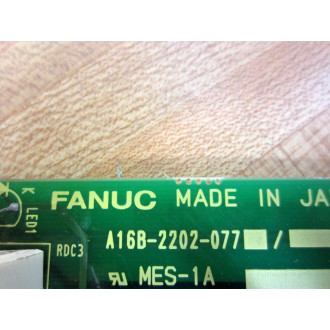 FANUC MADE IN JA
K LED1
RDC3
A16B-2202-077 /
MES-1A